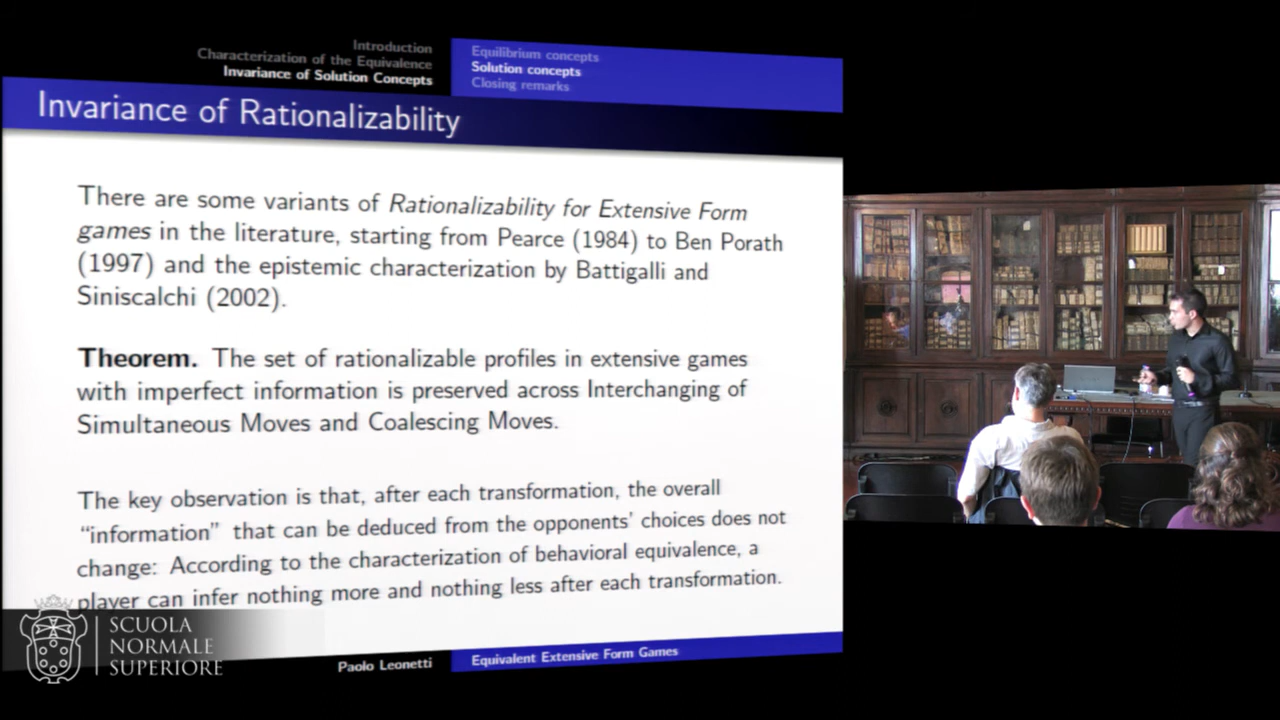 Introduction
Characterization of the Equivalence
Invariance of Solution Concepts
Equilibrium concepts
Solution concepts
Closing remarks
Invariance of Rationalizability
There are some variants of Rationalizability for Extensive Form
games in the literature, starting from Pearce (1984) to Ben Porath
(1997) and the epistemic characterization by Battigalli and
Siniscalchi (2002).
Theorem. The set of rationalizable profiles in extensive games
with imperfect information is preserved across Interchanging of
Simultaneous Moves and Coalescing Moves.
The key observation is that, after each transformation, the overall
“information” that can be deduced from the opponents’ choices does not
change: According to the characterization of behavioral equivalence, a
player can infer nothing more and nothing less after each transformation.
SCUOLA
NORMALE
SUPERIORE
Paolo Leonetti
Equivalent Extensive Form Games